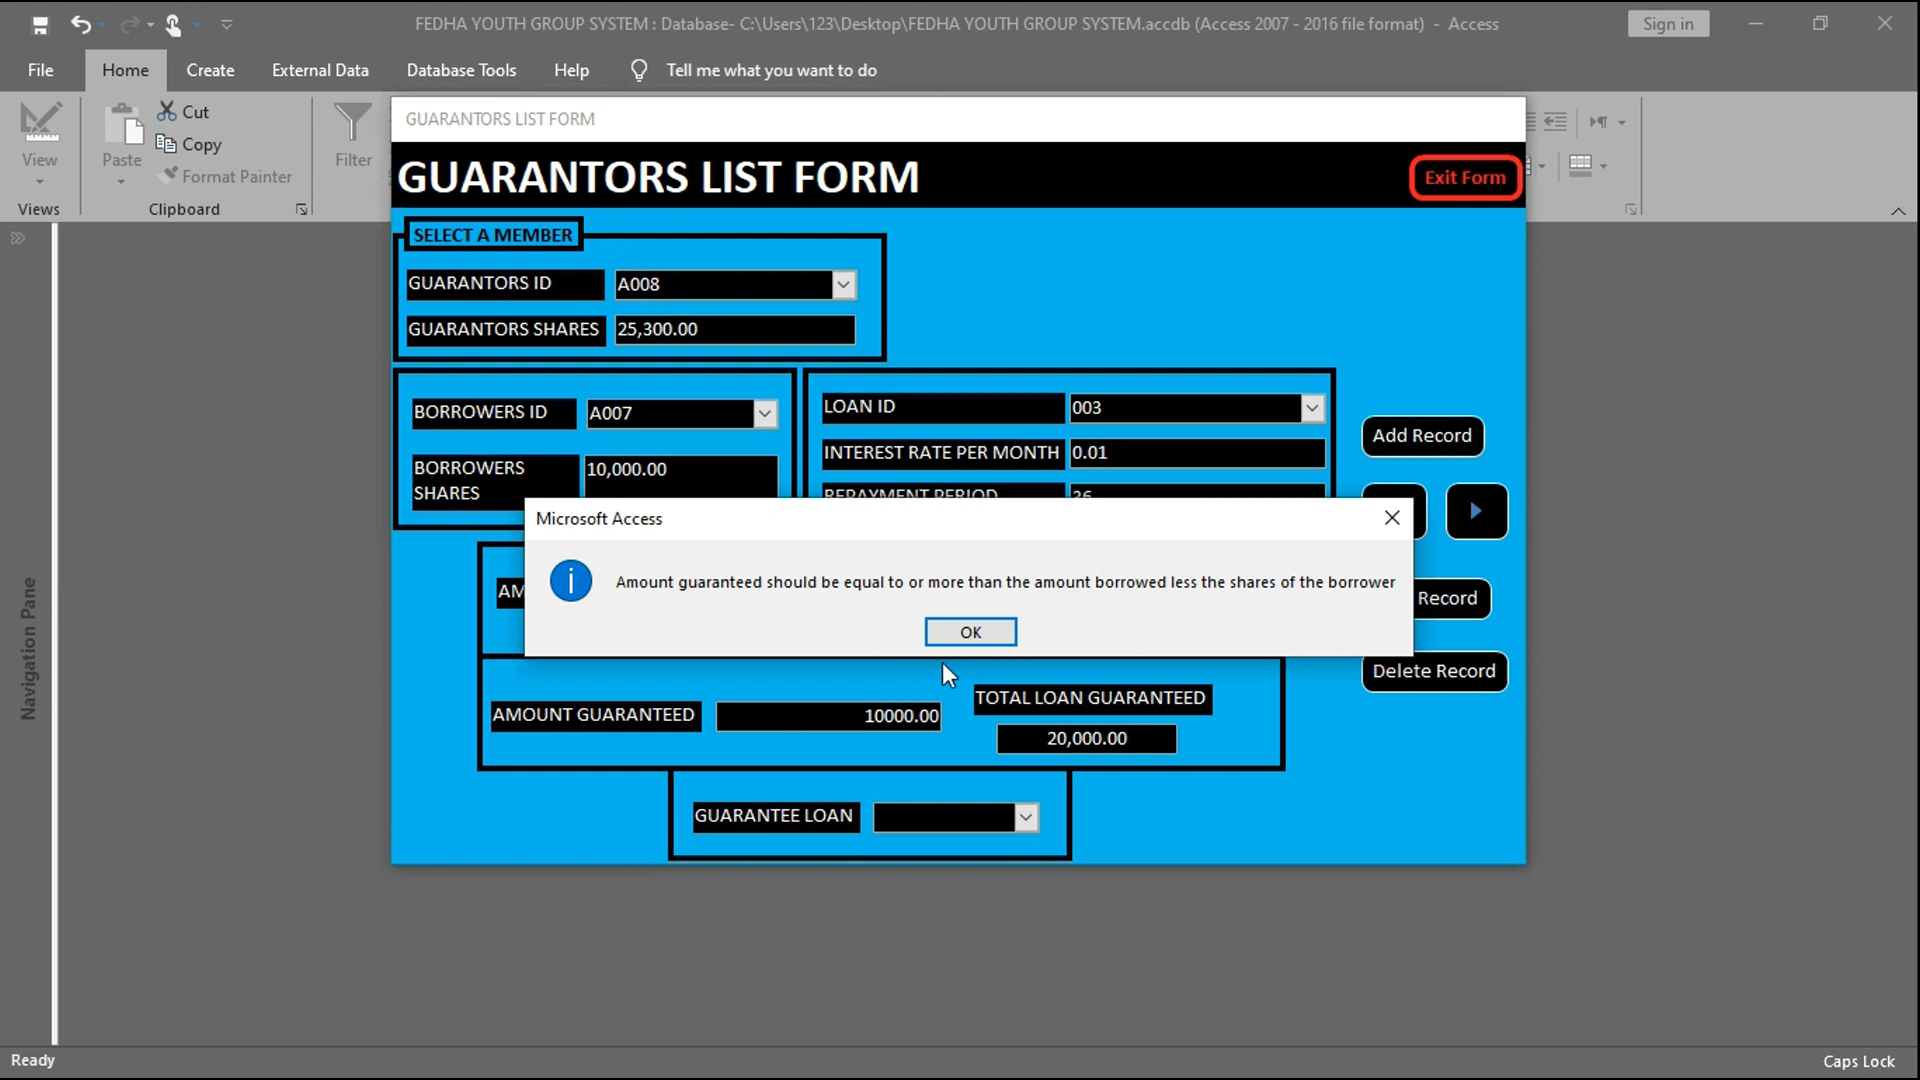 FEDHA YOUTH GROUP SYSTEM : Database- C:\Users\123\Desktop\FEDHA YOUTH GROUP SYSTEM.accdb (Access 2007 - 2016 file format) - Access
Sign in
File
Home
Create
External Data
Database Tools
Help
Tell me what you want to do
View
Views
Paste
Cut
Copy
Format Painter
Clipboard
Filter
GUARANTORS LIST FORM
GUARANTORS LIST FORM
Exit Form
SELECT A MEMBER
GUARANTORS ID
A008
GUARANTORS SHARES
25,300.00
BORROWERS ID
A007
BORROWERS
SHARES
10,000.00
LOAN ID
003
INTEREST RATE PER MONTH
0.01
REPAYMENT PERIOD
36
Add Record
Microsoft Access
Amount guaranteed should be equal to or more than the amount borrowed less the shares of the borrower
OK
AM
Record
Delete Record
AMOUNT GUARANTEED
10000.00
TOTAL LOAN GUARANTEED
20,000.00
GUARANTEE LOAN
Navigation Pane
Ready
Caps Lock